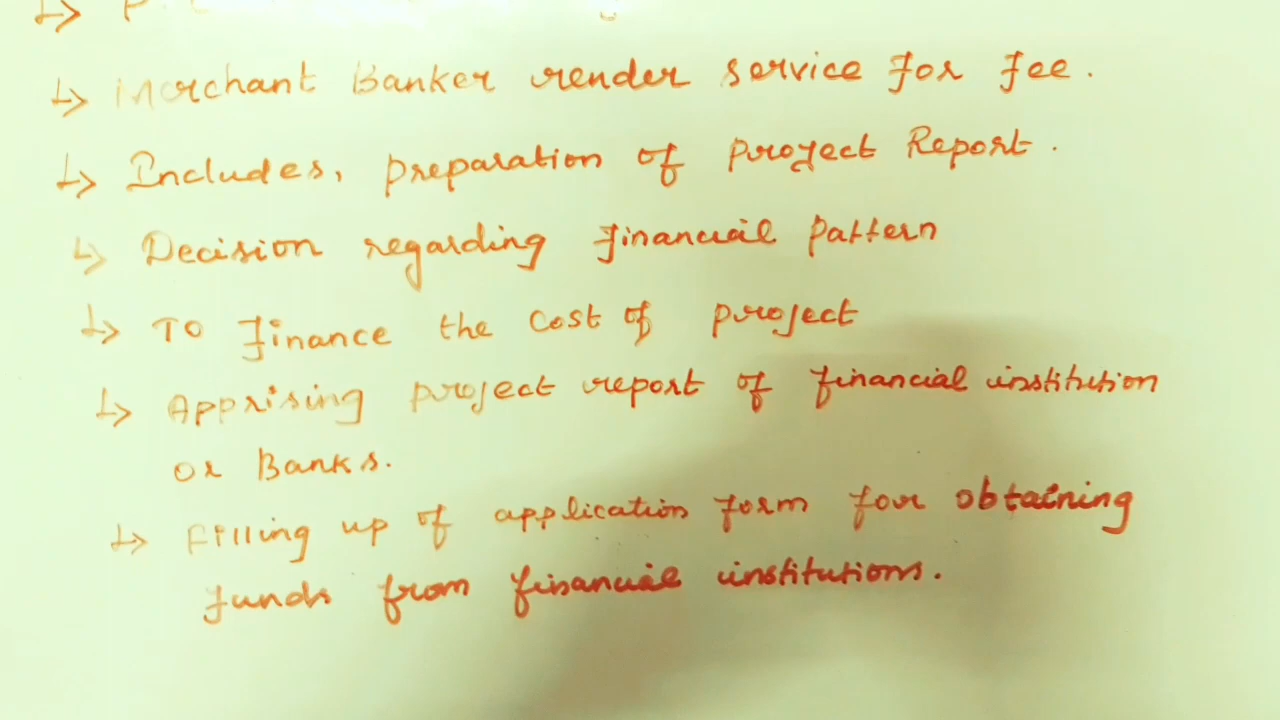 ↳ Merchant Banker render service for fee.
↳ Includes, preparation of project Report.
↳ Decision regarding financial pattern
↳ To finance the cost of project
↳ Apprising project report of financial institution
or Banks.
↳ Filling up of application form for obtaining
funds from financial institutions.